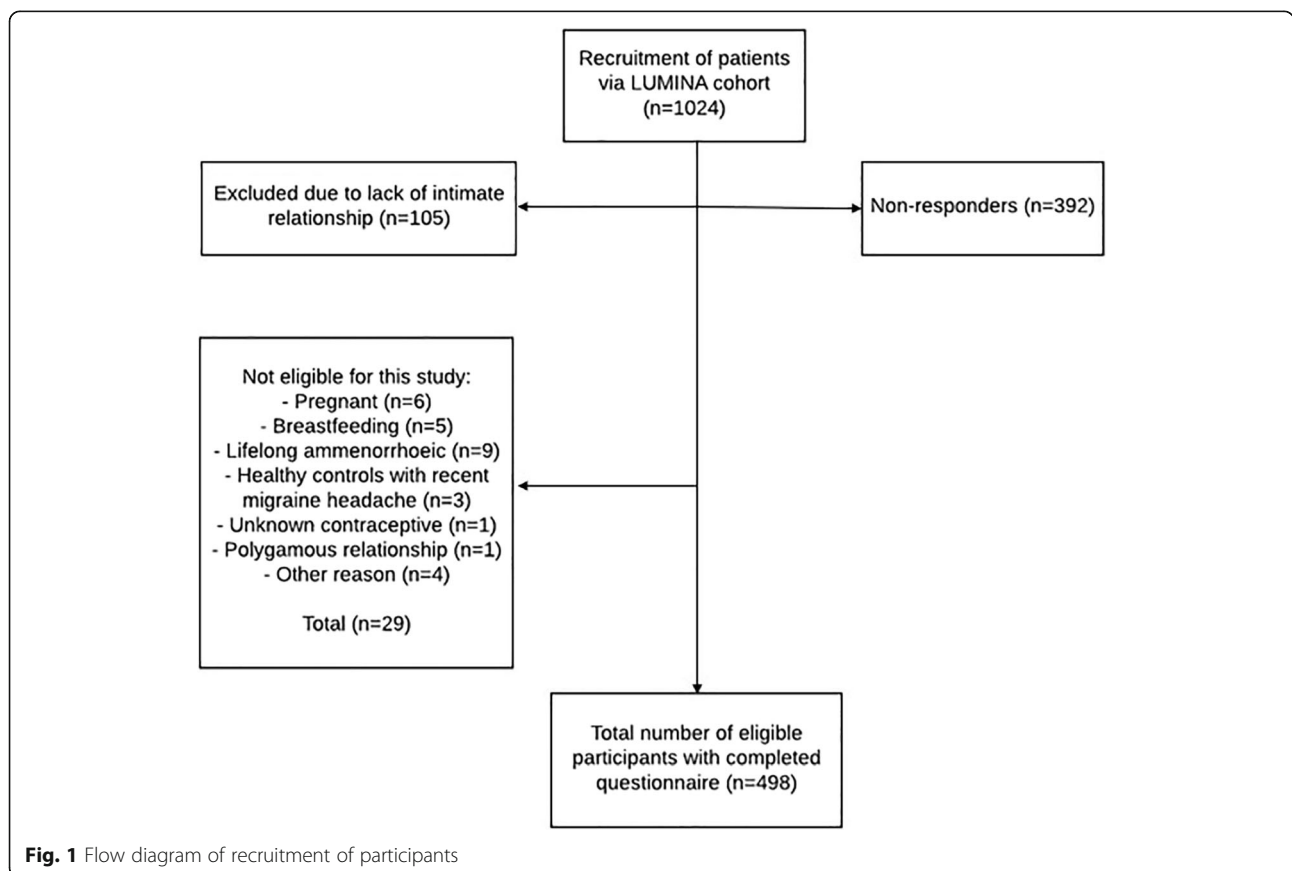 Recruitment of patients
via LUMINA cohort
(n=1024)
Excluded due to lack of intimate
relationship (n=105)
Non-responders (n=392)
Not eligible for this study:
- Pregnant (n=6)
- Breastfeeding (n=5)
- Lifelong ammenorrhoeic (n=9)
- Healthy controls with recent
migraine headache (n=3)
- Unknown contraceptive (n=1)
- Polygamous relationship (n=1)
- Other reason (n=4)
Total (n=29)
Total number of eligible
participants with completed
questionnaire (n=498)
Fig. 1 Flow diagram of recruitment of participants